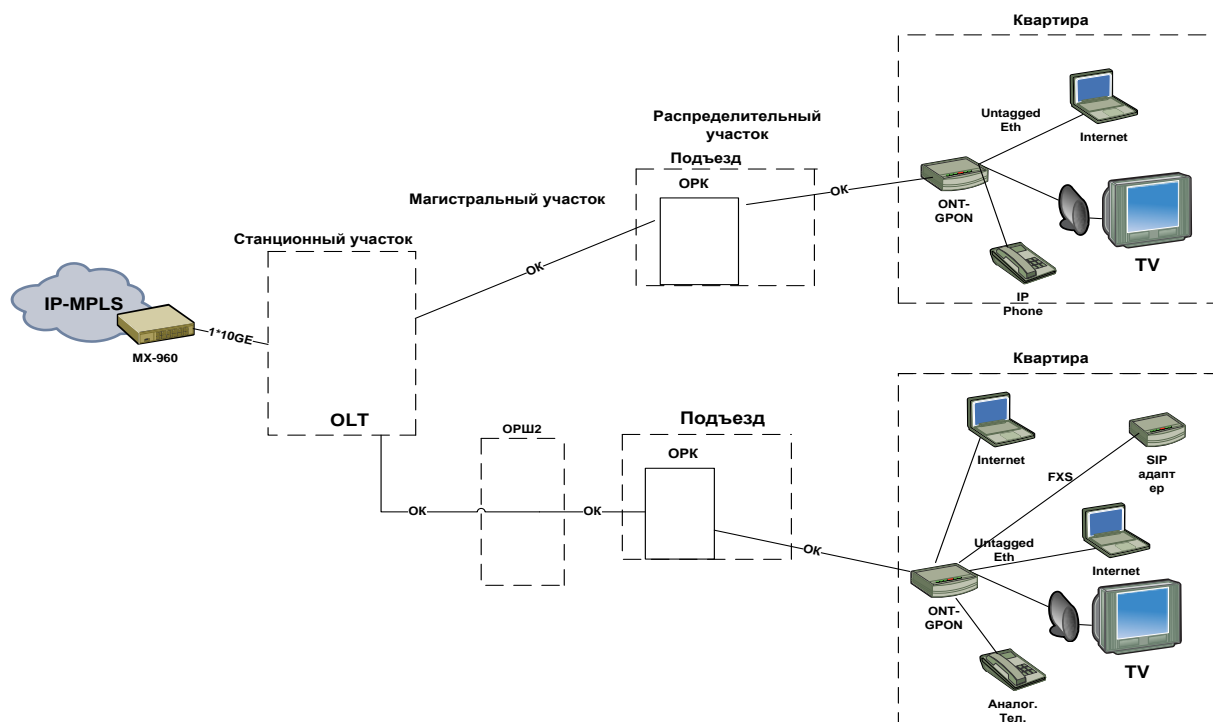 Квартира
Распределительный
участок
Untagged
Eth
Internet
Подъезд
ОРК
Магистральный участок
ОК
ONT-
GPON
Станционный участок
ОК
TV
IP-MPLS
IP
Phone
1*10GE
MX-960
Квартира
OLT
Подъезд
ОРШ2
ОРК
Internet
SIP
адапт
ер
FXS
ОК
ОК
Untagged
Eth
ОК
Internet
ONT-
GPON
TV
Аналог.
Тел.